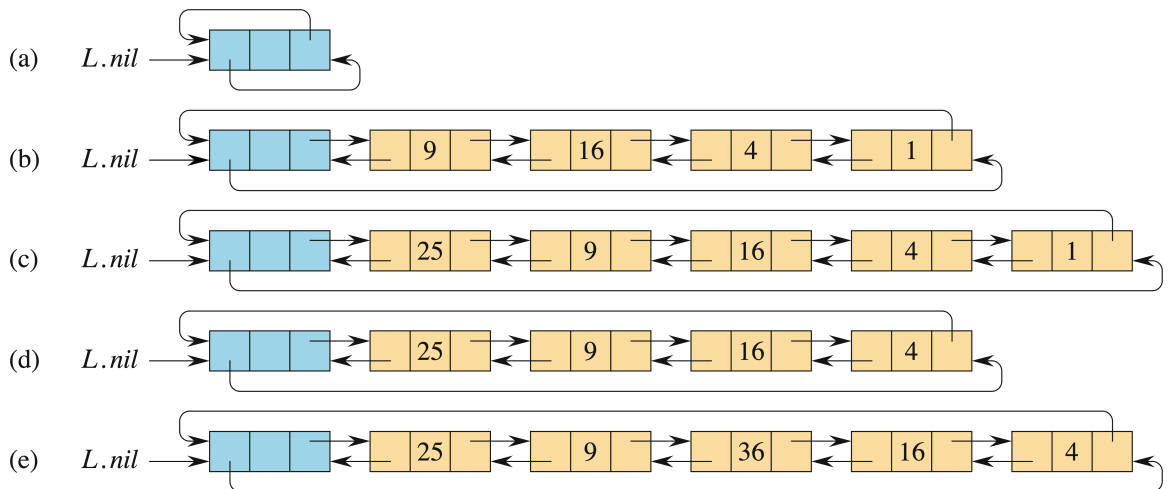 (a) L.nil
(b) L.nil 9 16 4 1
(c) L.nil 25 9 16 4 1
(d) L.nil 25 9 16 4
(e) L.nil 25 9 36 16 4